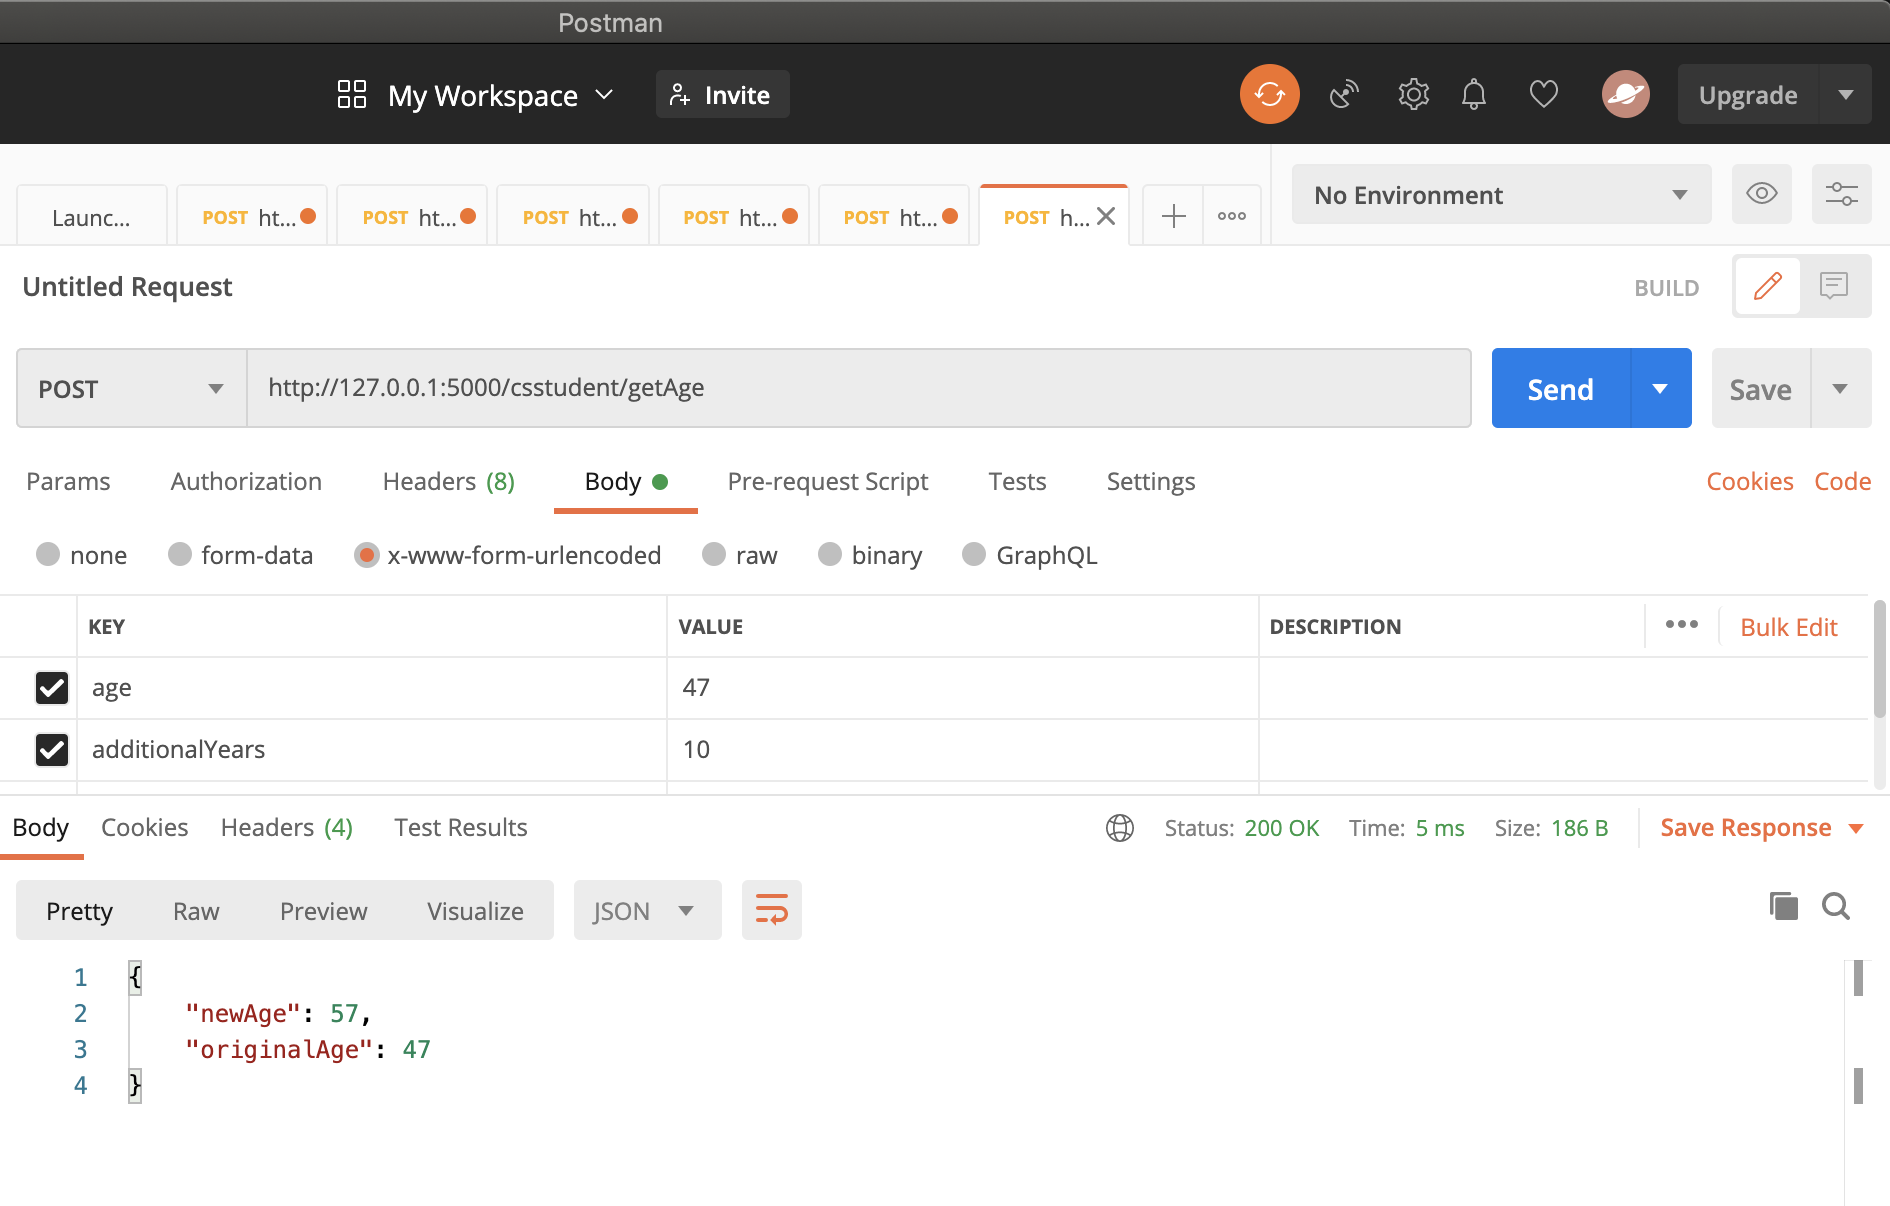 Postman
My Workspace Invite Upgrade
Launc... POST ht... POST ht... POST ht... POST ht... POST ht... POST h... No Environment
Untitled Request BUILD
POST http://127.0.0.1:5000/csstudent/getAge Send Save
Params Authorization Headers (8) Body Pre-request Script Tests Settings Cookies Code
none form-data x-www-form-urlencoded raw binary GraphQL
KEY VALUE DESCRIPTION Bulk Edit
age 47
additionalYears 10
Body Cookies Headers (4) Test Results Status: 200 OK Time: 5 ms Size: 186 B Save Response
Pretty Raw Preview Visualize JSON
1 {
2 "newAge": 57,
3 "originalAge": 47
4 }